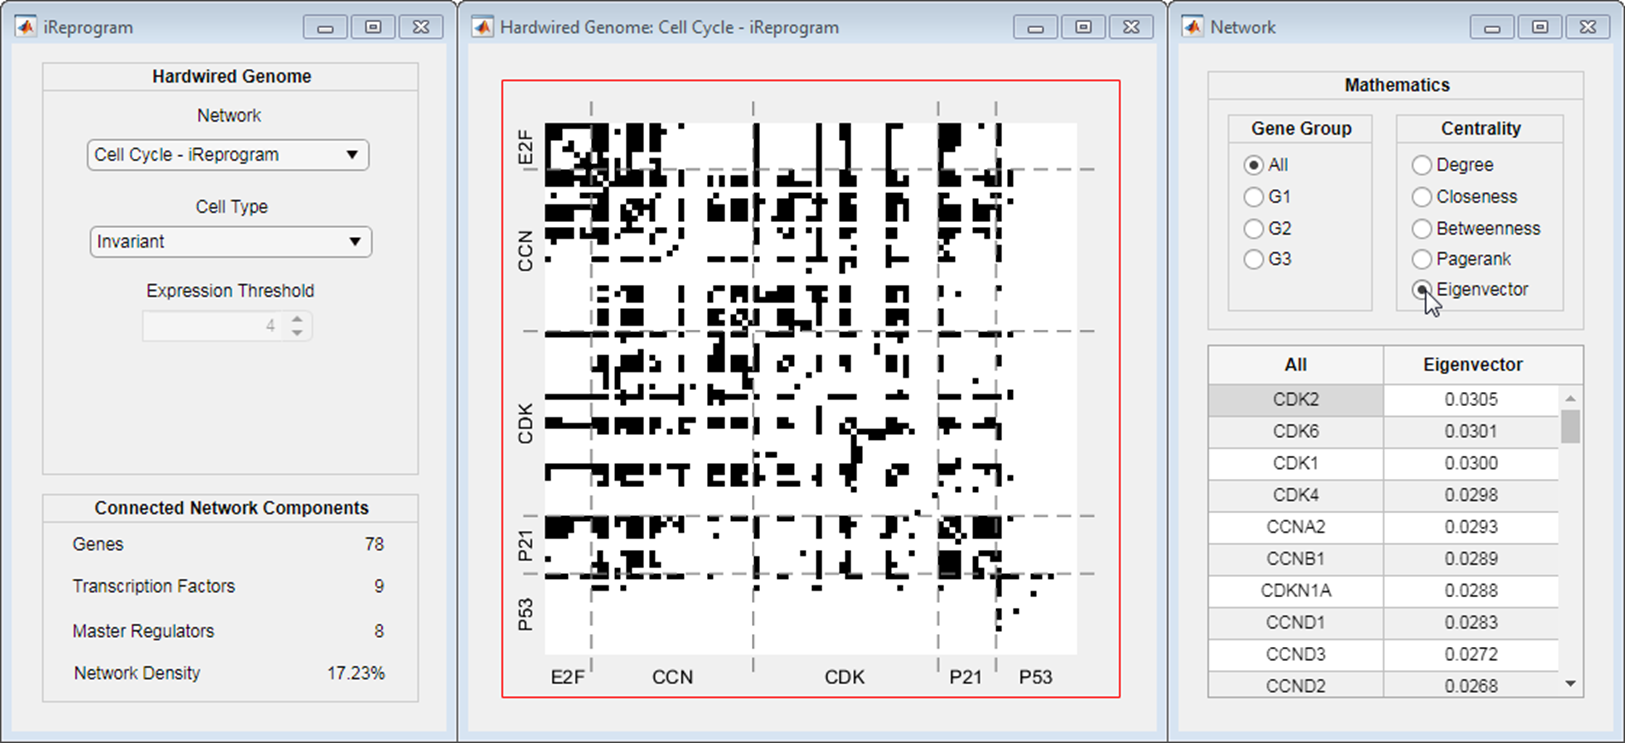 iReprogram
Hardwired Genome
Network
Cell Cycle - iReprogram
Cell Type
Invariant
Expression Threshold
4
Connected Network Components
Genes 78
Transcription Factors 9
Master Regulators 8
Network Density 17.23%
Hardwired Genome: Cell Cycle - iReprogram
E2F
CCN
CDK
P21
P53
E2F CCN CDK P21 P53
Network
Mathematics
Gene Group
All
G1
G2
G3
Centrality
Degree
Closeness
Betweenness
Pagerank
Eigenvector
All Eigenvector
CDK2 0.0305
CDK6 0.0301
CDK1 0.0300
CDK4 0.0298
CCNA2 0.0293
CCNB1 0.0289
CDKN1A 0.0288
CCND1 0.0283
CCND3 0.0272
CCND2 0.0268